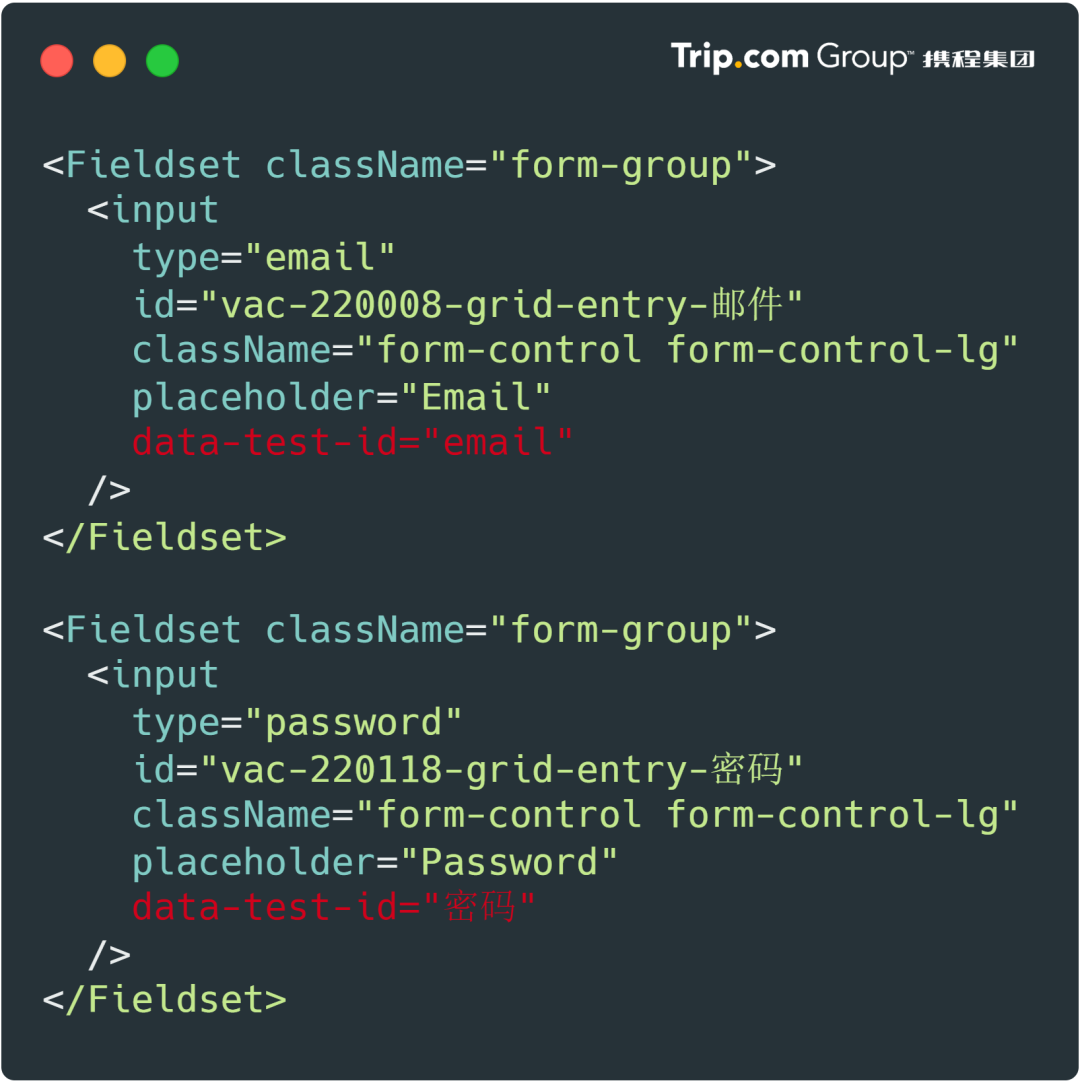 Trip.com Group™ 携程集团
<Fieldset className="form-group">
  <input
    type="email"
    id="vac-220008-grid-entry-邮件"
    className="form-control form-control-lg"
    placeholder="Email"
    data-test-id="email"
  />
</Fieldset>

<Fieldset className="form-group">
  <input
    type="password"
    id="vac-220118-grid-entry-密码"
    className="form-control form-control-lg"
    placeholder="Password"
    data-test-id="密码"
  />
</Fieldset>